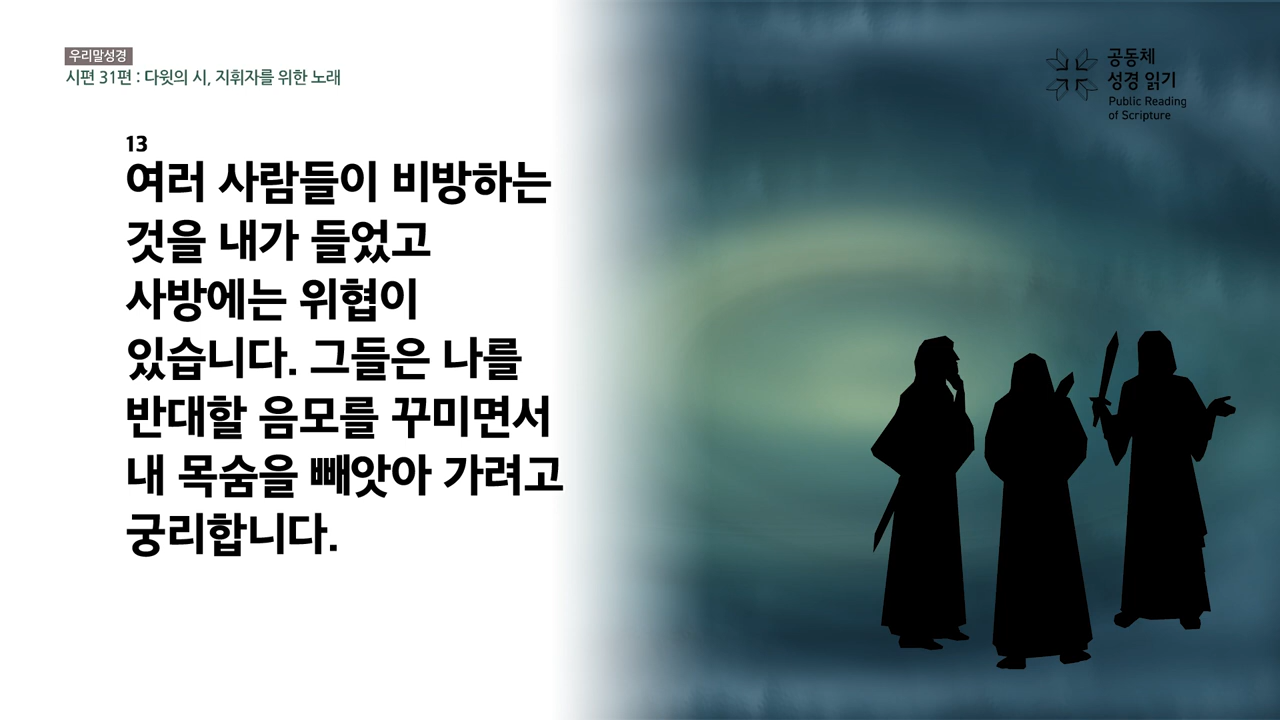 우리말성경
시편 31편 : 다윗의 시, 지휘자를 위한 노래
공동체
성경 읽기
Public Reading
of Scripture
13
여러 사람들이 비방하는
것을 내가 들었고
사방에는 위협이
있습니다. 그들은 나를
반대할 음모를 꾸미면서
내 목숨을 빼앗아 가려고
궁리합니다.